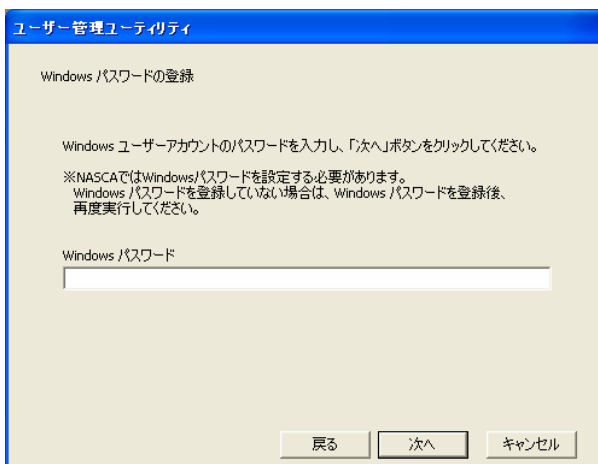 ユーザー管理ユーティリティ
Windows パスワードの登録
Windows ユーザーアカウントのパスワードを入力し、「次へ」ボタンをクリックしてください。
※NASCAではWindowsパスワードを設定する必要があります。
Windows パスワードを登録していない場合は、Windows パスワードを登録後、
再度実行してください。
Windows パスワード
戻る 次へ キャンセル